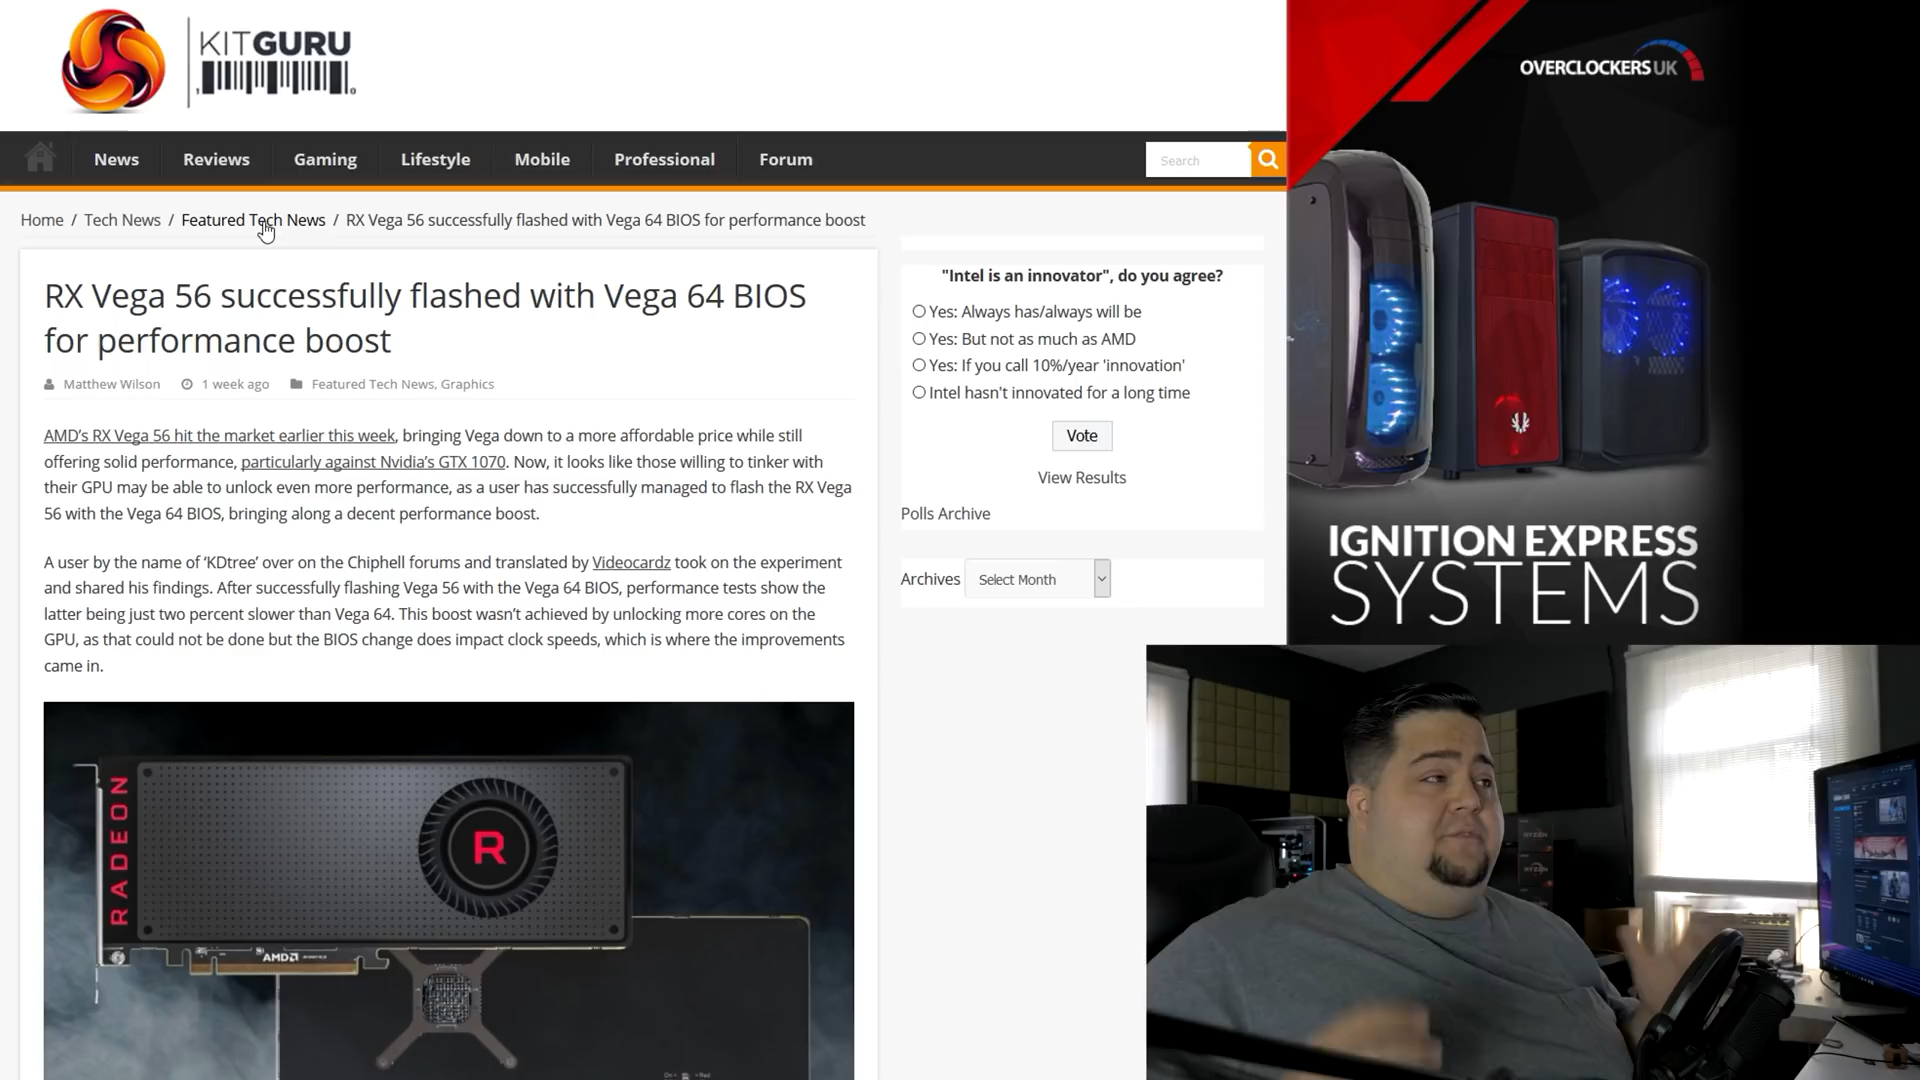 KITGURU
OVERCLOCKERS UK
News Reviews Gaming Lifestyle Mobile Professional Forum
Search
Home / Tech News / Featured Tech News / RX Vega 56 successfully flashed with Vega 64 BIOS for performance boost
RX Vega 56 successfully flashed with Vega 64 BIOS
for performance boost
Matthew Wilson 1 week ago Featured Tech News, Graphics
AMD’s RX Vega 56 hit the market earlier this week, bringing Vega down to a more affordable price while still
offering solid performance, particularly against Nvidia’s GTX 1070. Now, it looks like those willing to tinker with
their GPU may be able to unlock even more performance, as a user has successfully managed to flash the RX Vega
56 with the Vega 64 BIOS, bringing along a decent performance boost.
A user by the name of ‘KDtree’ over on the Chiphell forums and translated by Videocardz took on the experiment
and shared his findings. After successfully flashing Vega 56 with the Vega 64 BIOS, performance tests show the
latter being just two percent slower than Vega 64. This boost wasn’t achieved by unlocking more cores on the
GPU, as that could not be done but the BIOS change does impact clock speeds, which is where the improvements
came in.
RADEON
R
AMD
"Intel is an innovator", do you agree?
Yes: Always has/always will be
Yes: But not as much as AMD
Yes: If you call 10%/year 'innovation'
Intel hasn't innovated for a long time
Vote
View Results
Polls Archive
Archives Select Month
IGNITION EXPRESS
SYSTEMS
RYZEN
RYZEN